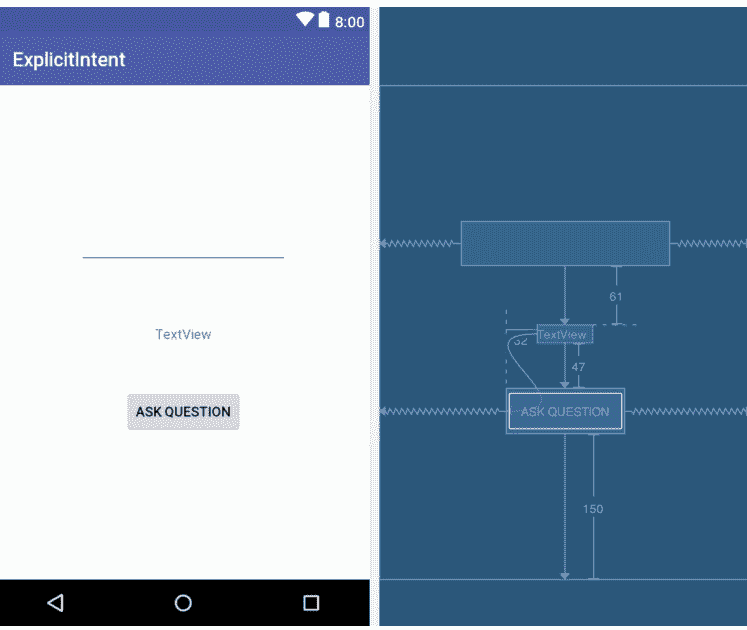 8:00
ExplicitIntent
TextView
ASK QUESTION
61
TextView
32
47
ASK QUESTION
150